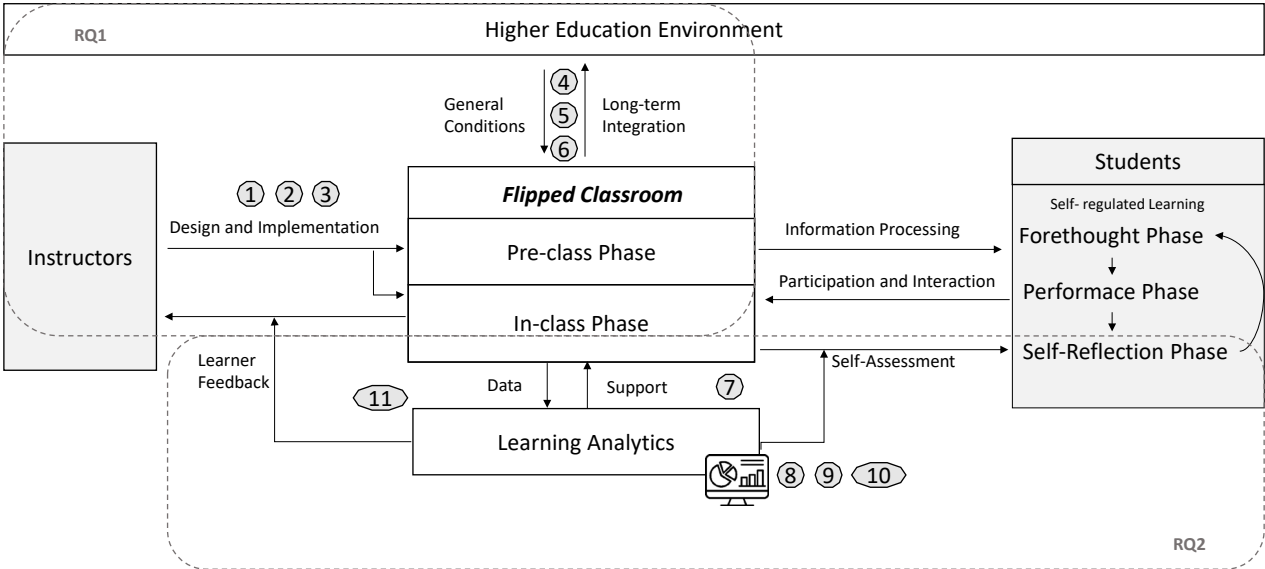 Higher Education Environment
RQ1
General
Conditions
4
5
6
Long-term
Integration
Instructors
1 2 3
Design and Implementation
Flipped Classroom
Pre-class Phase
In-class Phase
Information Processing
Participation and Interaction
Students
Self- regulated Learning
Forethought Phase
Performace Phase
Self-Reflection Phase
Self-Assessment
Learner
Feedback
Data
Support
7
11
Learning Analytics
8 9 10
RQ2